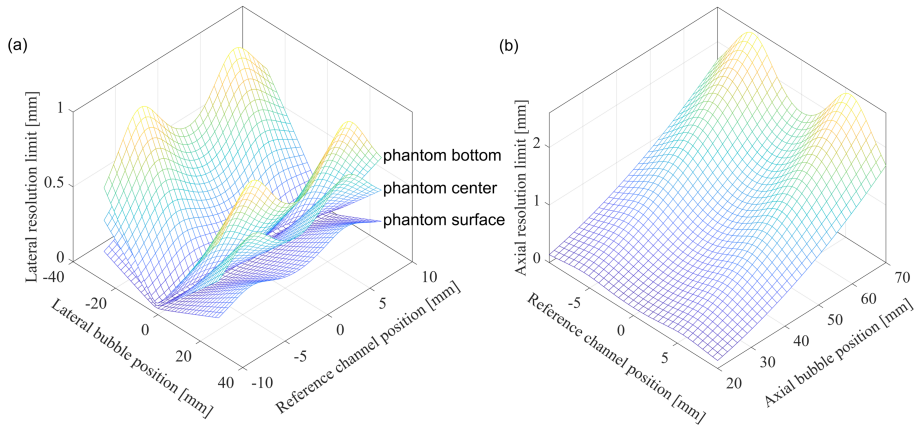 (a)
Lateral resolution limit [mm]
1
0.5
0
-40
-20
0
20
40
Lateral bubble position [mm]
-10
-5
0
5
10
Reference channel position [mm]
phantom bottom
phantom center
phantom surface
(b)
Axial resolution limit [mm]
2
1
0
-5
0
5
Reference channel position [mm]
20
30
40
50
60
70
Axial bubble position [mm]